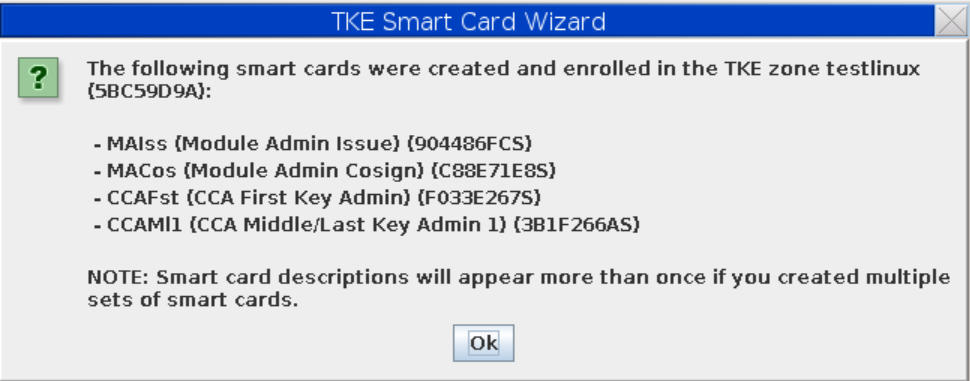 TKE Smart Card Wizard
The following smart cards were created and enrolled in the TKE zone testlinux
{5BC59D9A}:
- MAIss {Module Admin Issue} {904486FCS}
- MACos {Module Admin Cosign} {C88E71E8S}
- CCAFst {CCA First Key Admin} {F033E267S}
- CCAMl1 {CCA Middle/Last Key Admin 1} {3B1F266AS}
NOTE: Smart card descriptions will appear more than once if you created multiple
sets of smart cards.
Ok